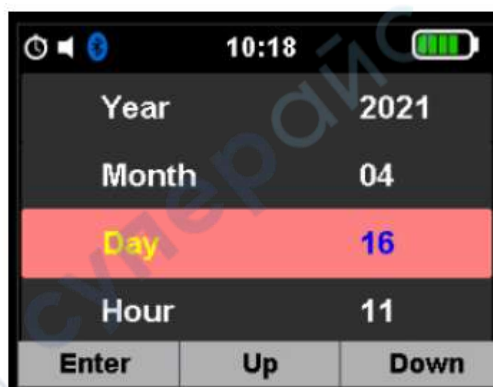 10:18
Year 2021
Month 04
Day 16
Hour 11
Enter Up Down
суперайс